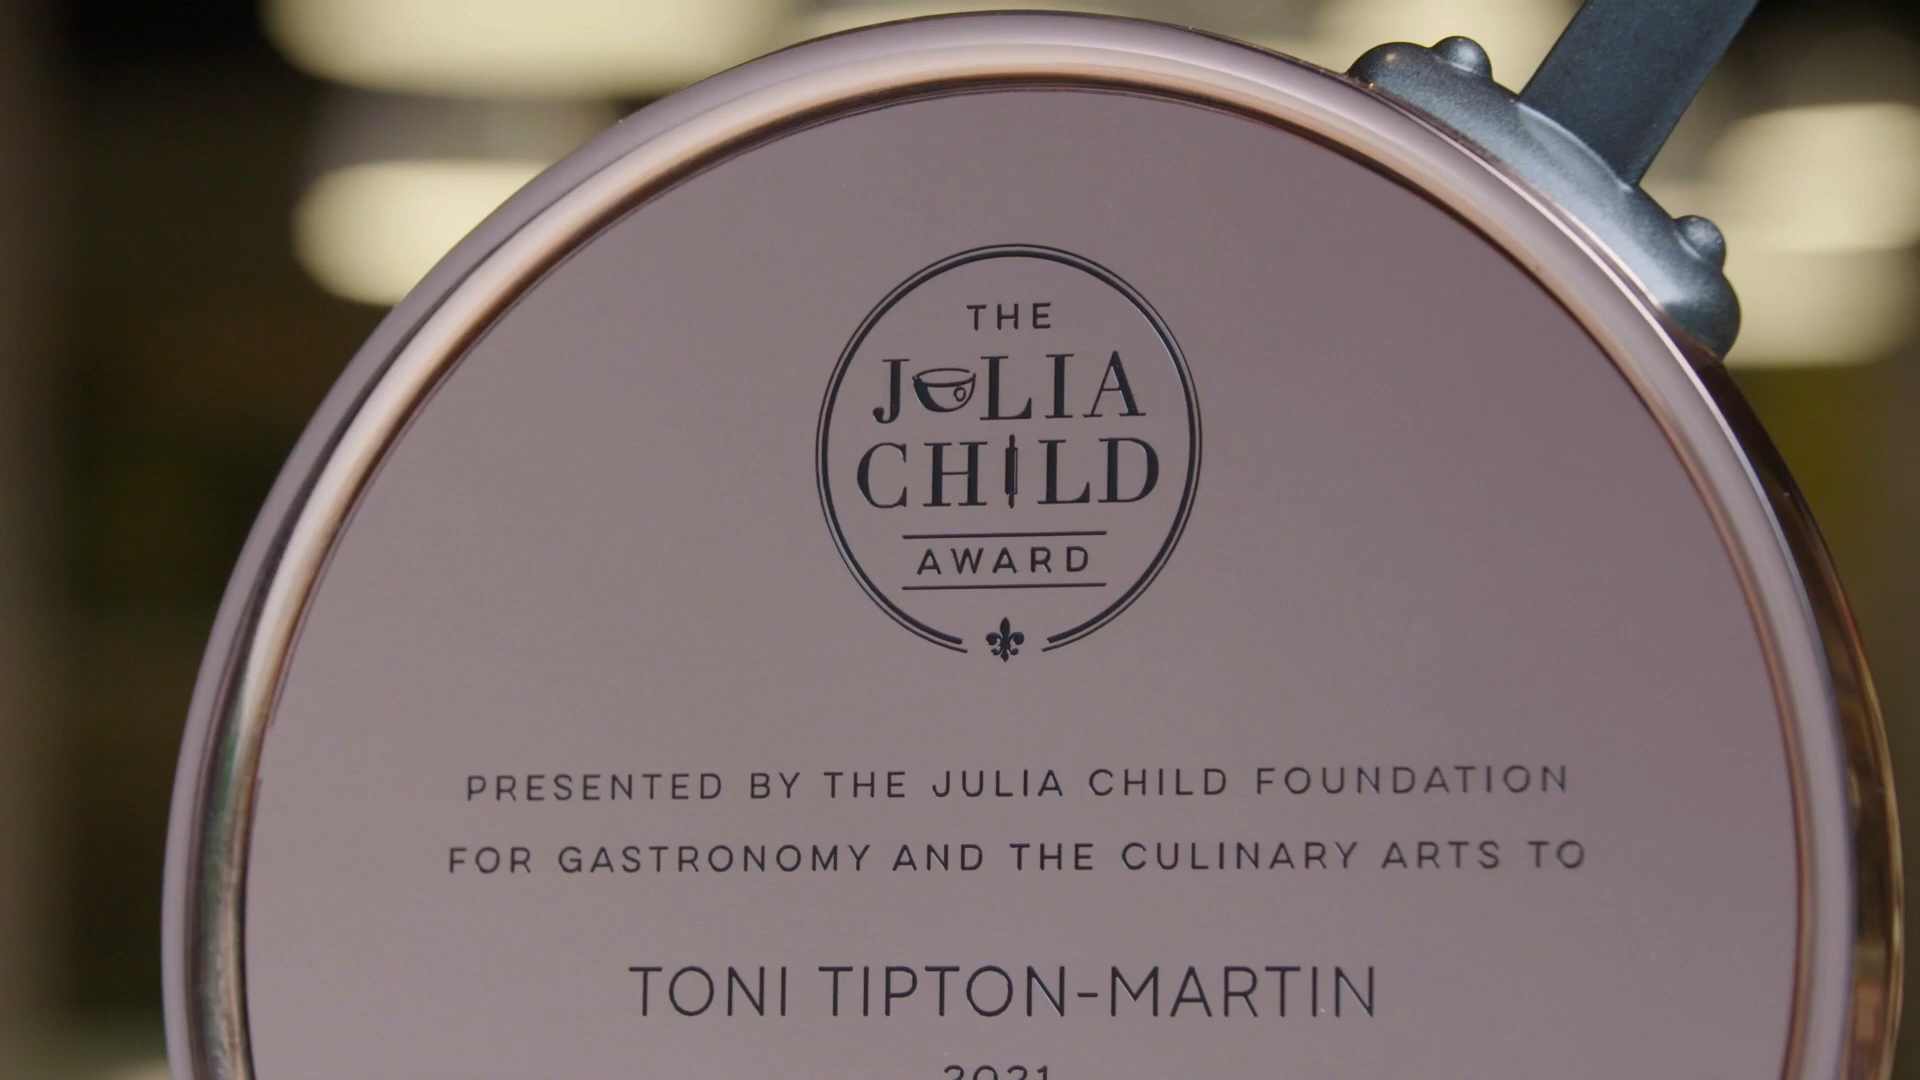 THE
JULIA
CHILD
AWARD
PRESENTED BY THE JULIA CHILD FOUNDATION
FOR GASTRONOMY AND THE CULINARY ARTS TO
TONI TIPTON-MARTIN
2021